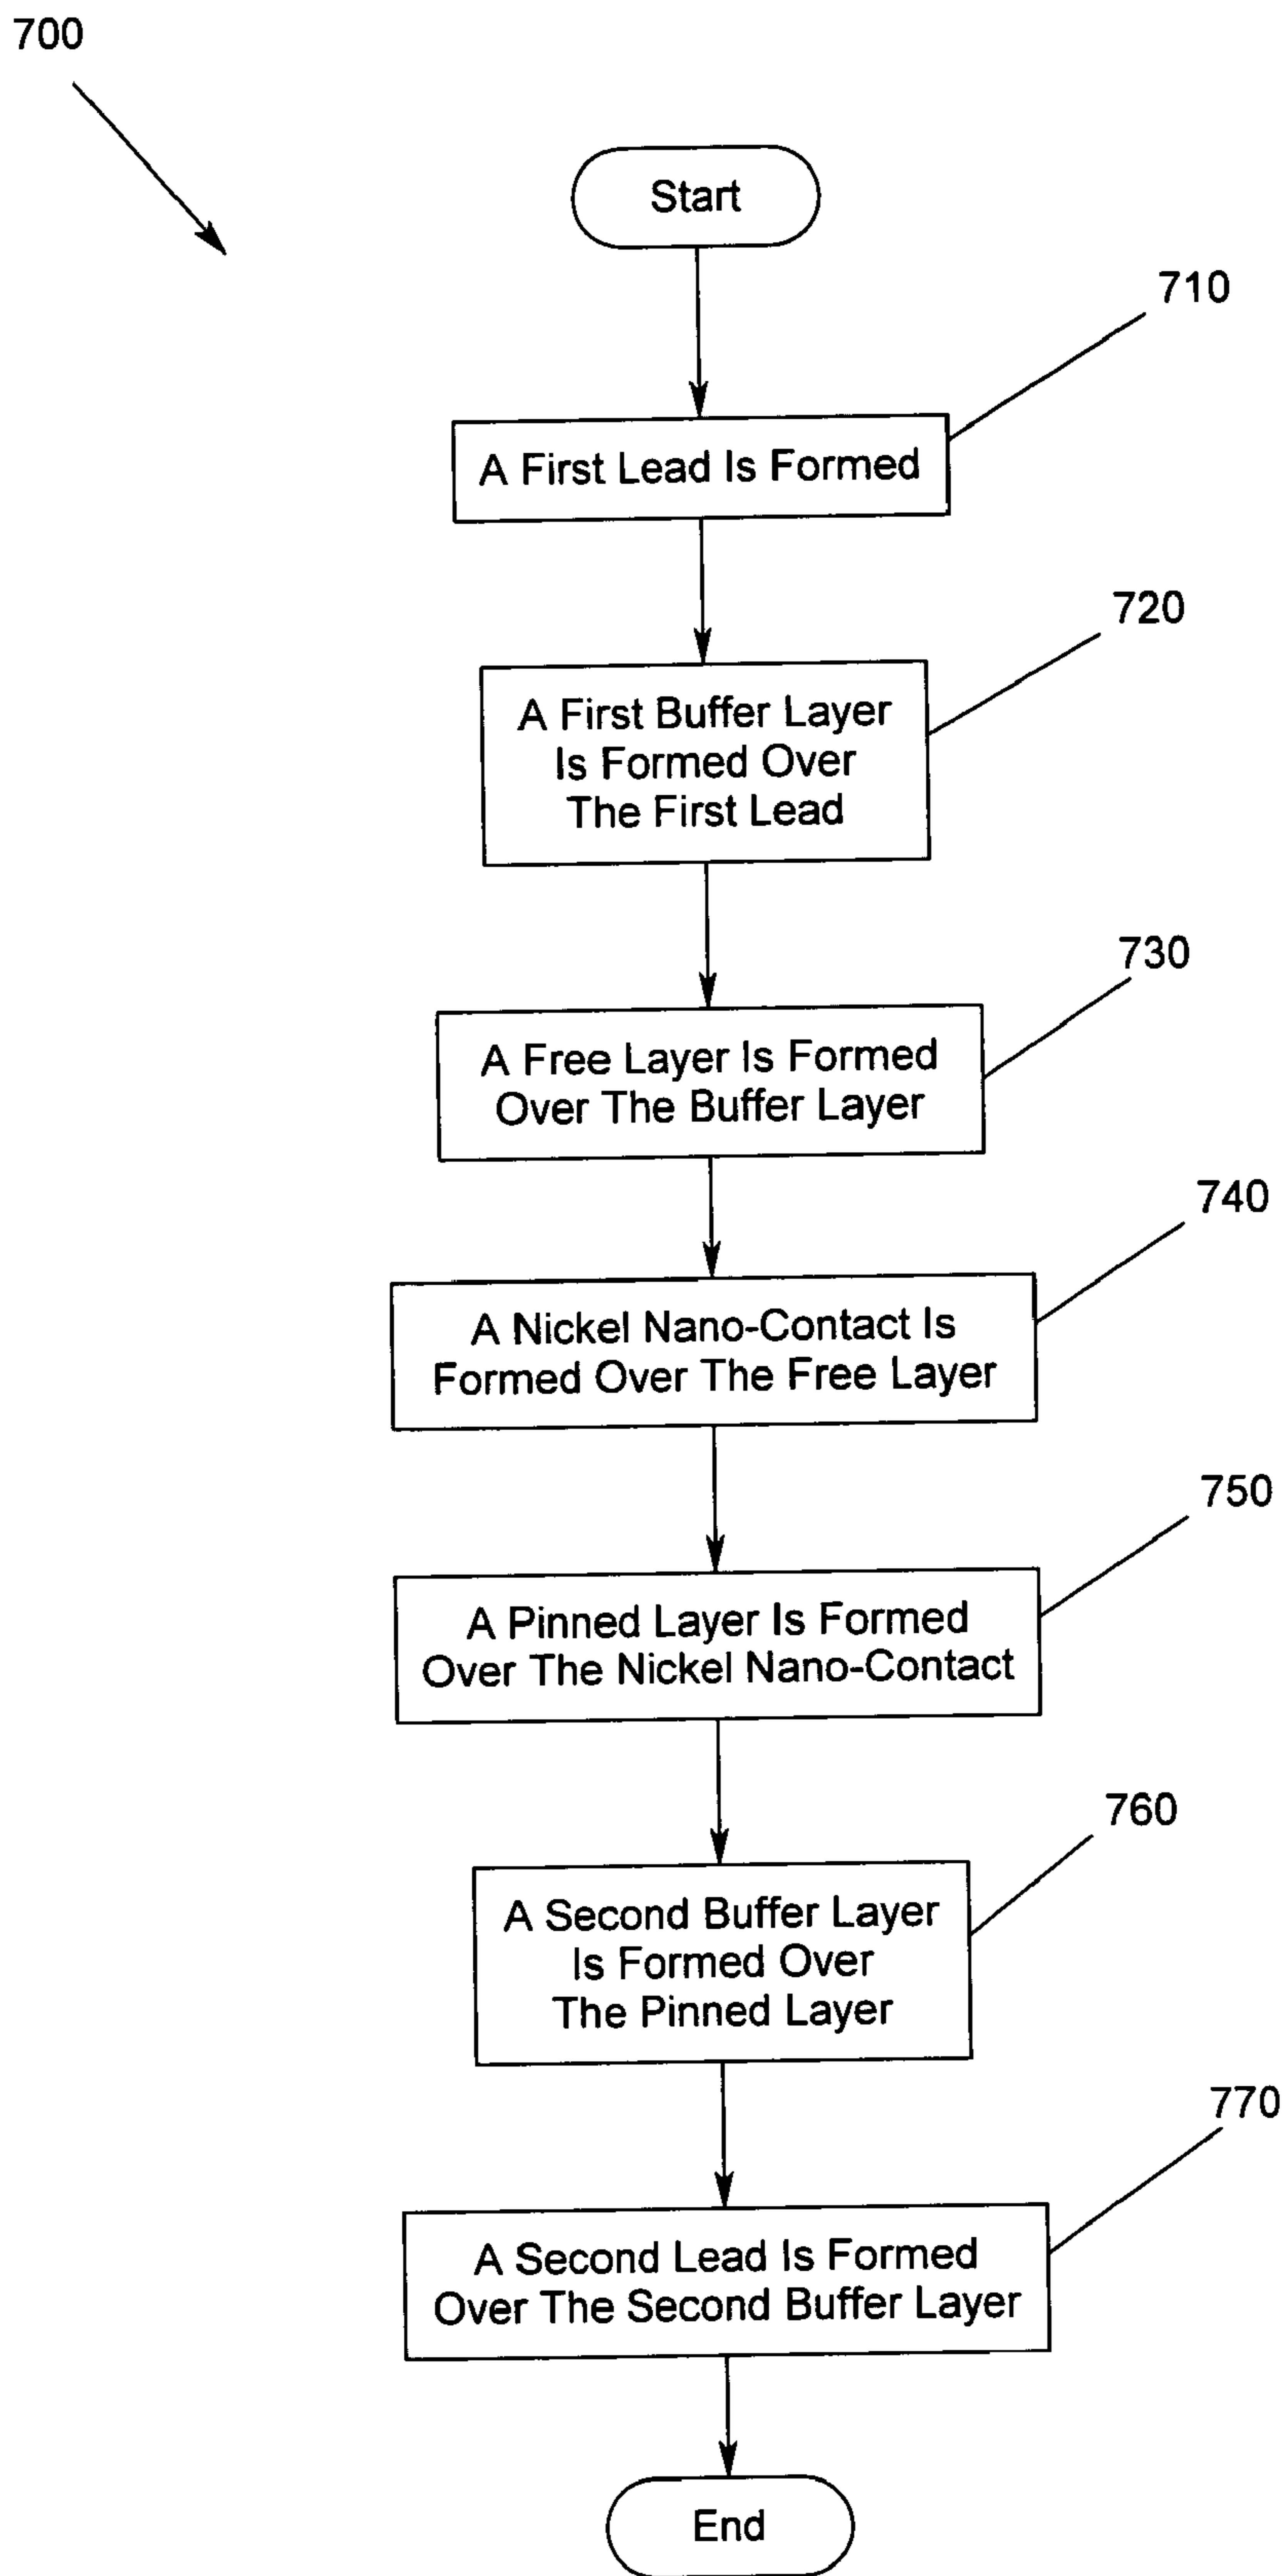 700
Start
710
A First Lead Is Formed
720
A First Buffer Layer
Is Formed Over
The First Lead
730
A Free Layer Is Formed
Over The Buffer Layer
740
A Nickel Nano-Contact Is
Formed Over The Free Layer
750
A Pinned Layer Is Formed
Over The Nickel Nano-Contact
760
A Second Buffer Layer
Is Formed Over
The Pinned Layer
770
A Second Lead Is Formed
Over The Second Buffer Layer
End